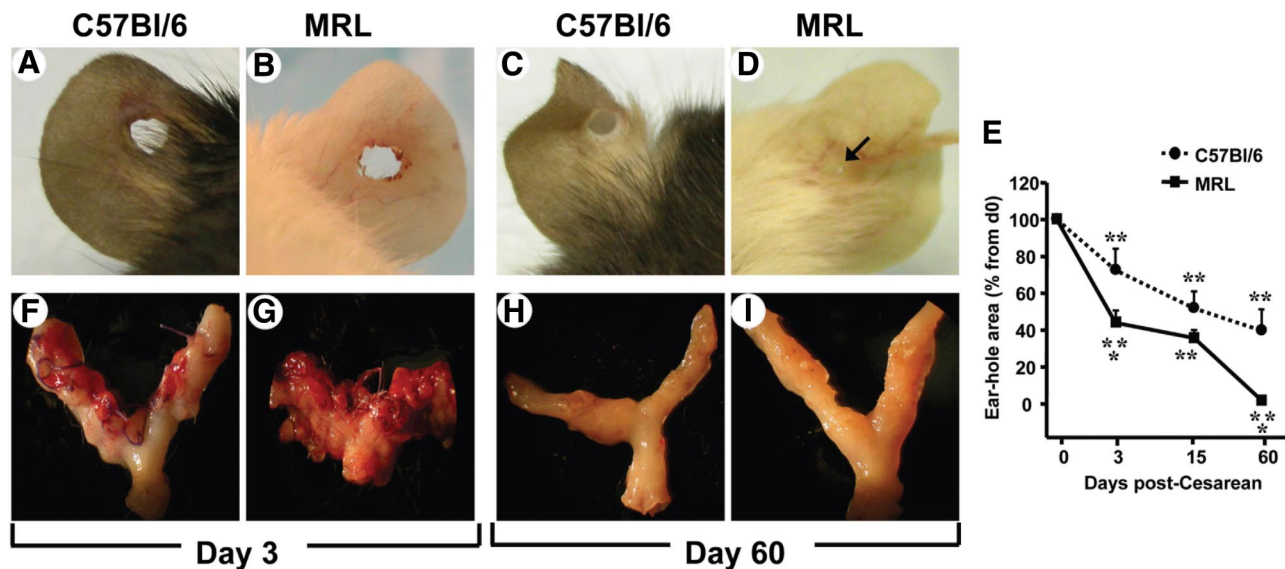 C57Bl/6 MRL C57Bl/6 MRL
A B C D
E
C57Bl/6
MRL
120
100
80
60
40
20
0
Ear-hole area (% from d0)
**
**
**
**
*
**
**
*
0 3 15 60
Days post-Cesarean
F G H I
Day 3 Day 60